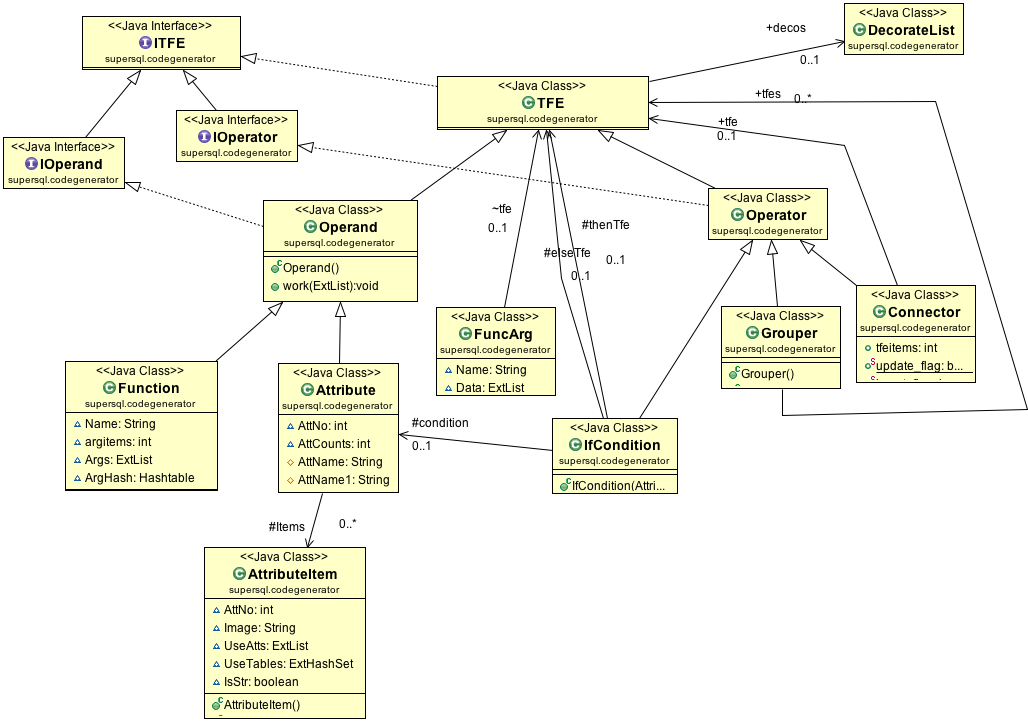 <<Java Interface>>
ITFE
supersql.codegenerator
<<Java Class>>
DecorateList
supersql.codegenerator
+decos
0..1
<<Java Class>>
TFE
supersql.codegenerator
+tfes
0..*
+tfe
0..1
<<Java Interface>>
IOperator
supersql.codegenerator
<<Java Interface>>
IOperand
supersql.codegenerator
<<Java Class>>
Operand
supersql.codegenerator
Operand()
work(ExtList):void
~tfe
0..1
#thenTfe
0..1
#elseTfe
0..1
<<Java Class>>
Operator
supersql.codegenerator
<<Java Class>>
FuncArg
supersql.codegenerator
Name: String
Data: ExtList
<<Java Class>>
Grouper
supersql.codegenerator
Grouper()
<<Java Class>>
Connector
supersql.codegenerator
tfeitems: int
update_flag: b...
<<Java Class>>
Function
supersql.codegenerator
Name: String
argitems: int
Args: ExtList
ArgHash: Hashtable
<<Java Class>>
Attribute
supersql.codegenerator
AttNo: int
AttCounts: int
AttName: String
AttName1: String
#condition
0..1
<<Java Class>>
IfCondition
supersql.codegenerator
IfCondition(Attri...
#Items
0..*
<<Java Class>>
AttributeItem
supersql.codegenerator
AttNo: int
Image: String
UseAtts: ExtList
UseTables: ExtHashSet
IsStr: boolean
AttributeItem()